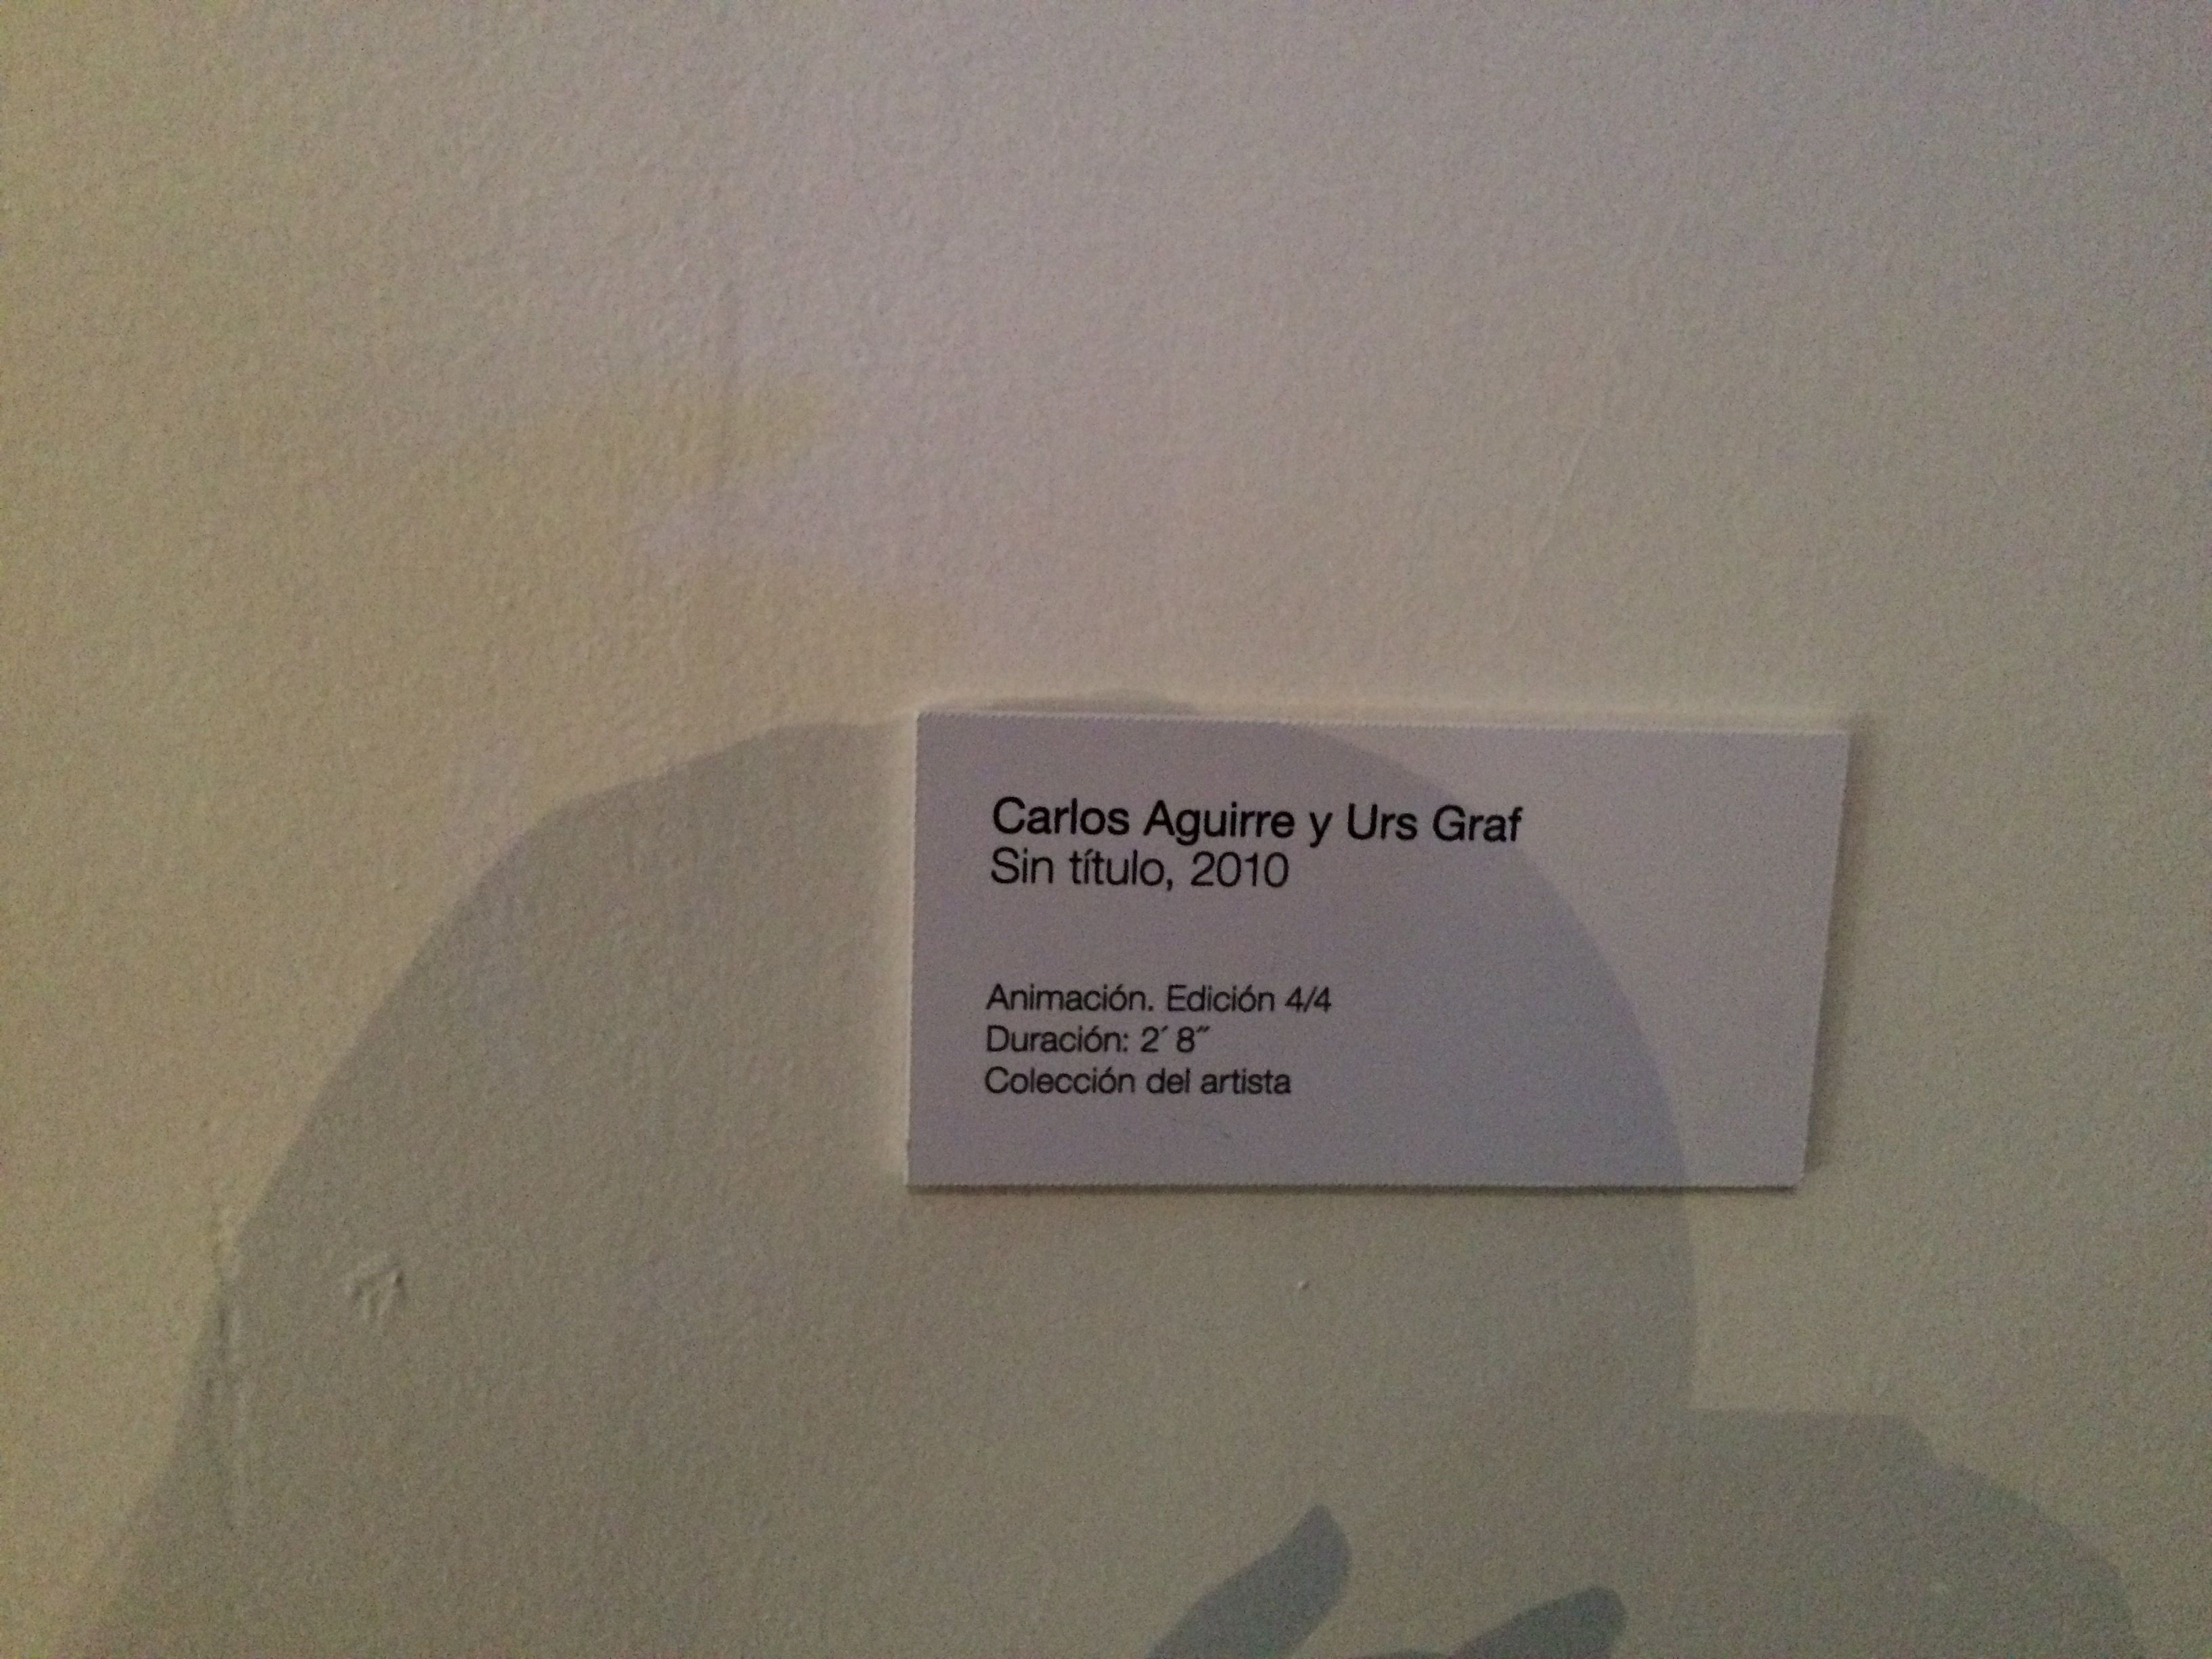 Carlos Aguirre y Urs Graf
Sin título, 2010
Animación. Edición 4/4
Duración: 2´ 8˝
Colección del artista